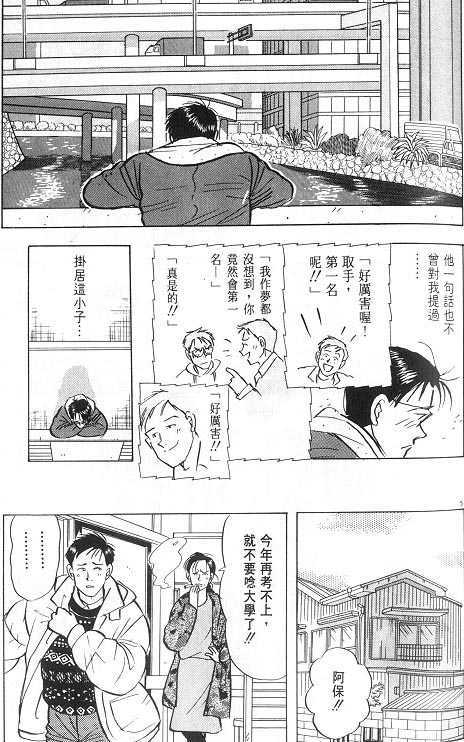 他一句話也不
曾對我提過
⋯⋯
「好厲害喔！
取手，
第一名
呢!!」
「我作夢都
沒想到，你
竟然會第一
名—」
「真是的!!」
「好厲害!!」
掛居這小子⋯
阿保!!
今年再考不上，
就不要唸大學了!!
⋯⋯⋯